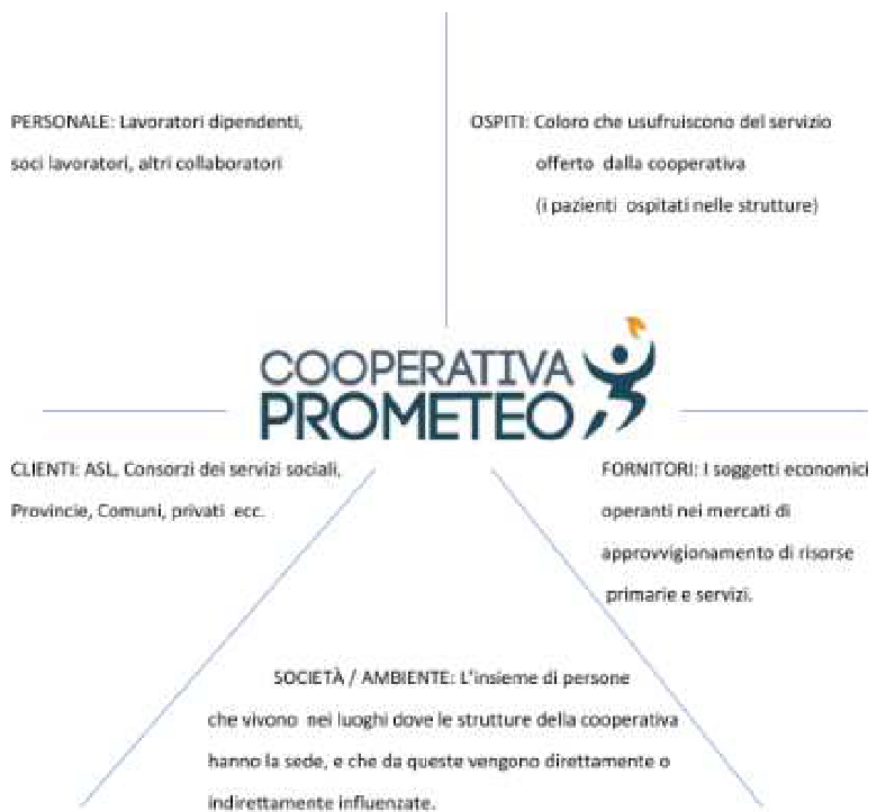 PERSONALE: Lavoratori dipendenti,
soci lavoratori, altri collaboratori
OSPITI: Coloro che usufruiscono del servizio
offerto dalla cooperativa
(i pazienti ospitati nelle strutture)
COOPERATIVA
PROMETEO
CLIENTI: ASL, Consorzi dei servizi sociali,
Provincie, Comuni, privati ecc.
FORNITORI: I soggetti economici
operanti nei mercati di
approvvigionamento di risorse
primarie e servizi.
SOCIETÀ / AMBIENTE: L'insieme di persone
che vivono nei luoghi dove le strutture della cooperativa
hanno la sede, e che da queste vengono direttamente o
indirettamente influenzate.